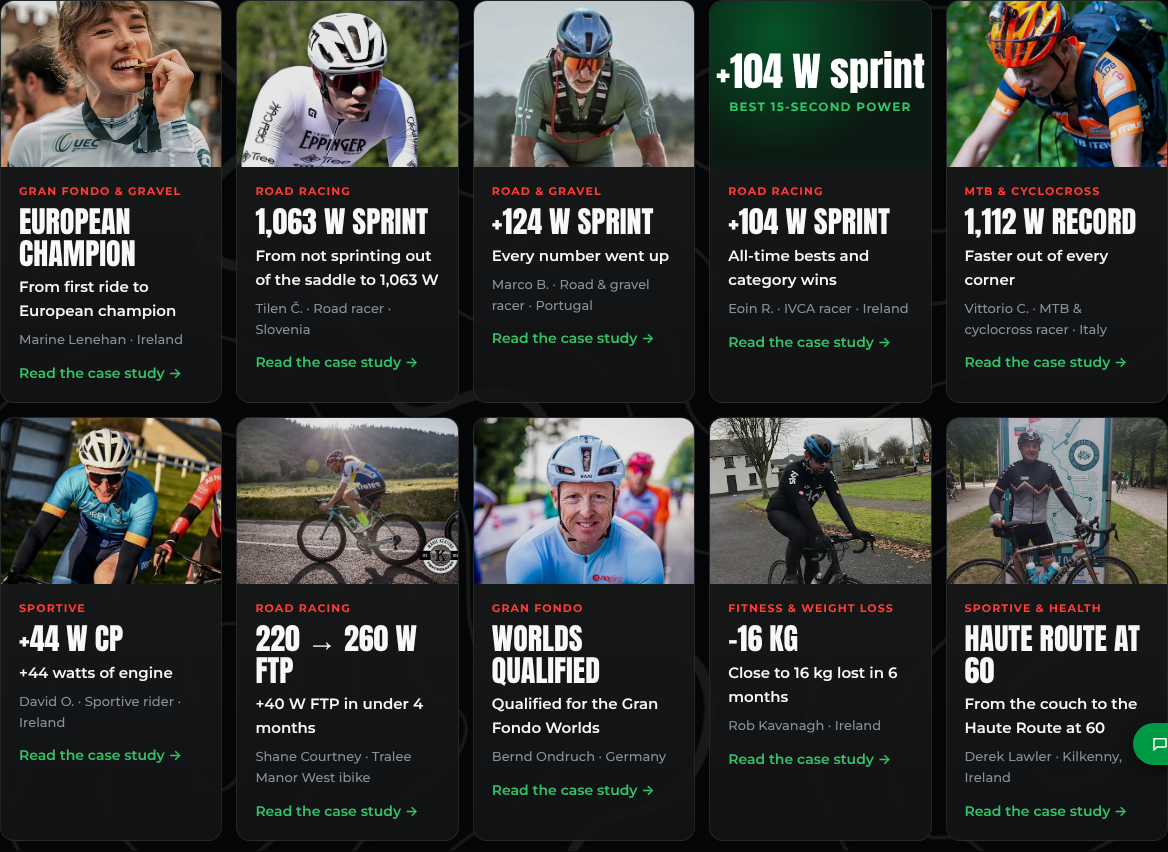 UEC
EPPINGER
Tree
+104 W sprint
BEST 15-SECOND POWER
GRAN FONDO & GRAVEL
EUROPEAN
CHAMPION
From first ride to
European champion
Marine Lenehan · Ireland
Read the case study →
ROAD RACING
1,063 W SPRINT
From not sprinting out
of the saddle to 1,063 W
Tilen Č. · Road racer ·
Slovenia
Read the case study →
ROAD & GRAVEL
+124 W SPRINT
Every number went up
Marco B. · Road & gravel
racer · Portugal
Read the case study →
ROAD RACING
+104 W SPRINT
All-time bests and
category wins
Eoin R. · IVCA racer · Ireland
Read the case study →
MTB & CYCLOCROSS
1,112 W RECORD
Faster out of every
corner
Vittorio C. · MTB &
cyclocross racer · Italy
Read the case study →
SPORTIVE
+44 W CP
+44 watts of engine
David O. · Sportive rider ·
Ireland
Read the case study →
Tralee
K
ROAD RACING
220 → 260 W
FTP
+40 W FTP in under 4
months
Shane Courtney · Tralee
Manor West ibike
Read the case study →
GRAN FONDO
WORLDS
QUALIFIED
Qualified for the Gran
Fondo Worlds
Bernd Ondruch · Germany
Read the case study →
sky
FITNESS & WEIGHT LOSS
-16 KG
Close to 16 kg lost in 6
months
Rob Kavanagh · Ireland
Read the case study →
SPORTIVE & HEALTH
HAUTE ROUTE AT
60
From the couch to the
Haute Route at 60
Derek Lawler · Kilkenny,
Ireland
Read the case study →